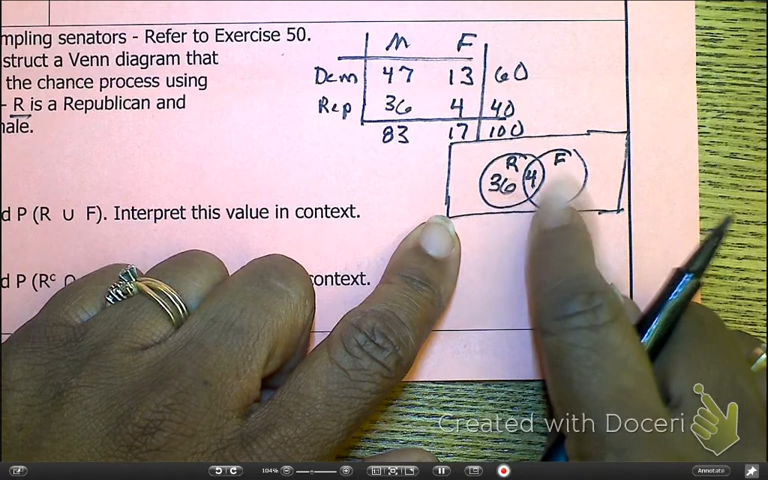 mpling senators - Refer to Exercise 50.
struct a Venn diagram that
the chance process using
- R is a Republican and
ale.
M F
Dem 47 13 60
Rep 36 4 40
83 17 100
R F
36 4
d P (R ∪ F). Interpret this value in context.
d P (Rᶜ context.
Created with Doceri
104%
Annotate